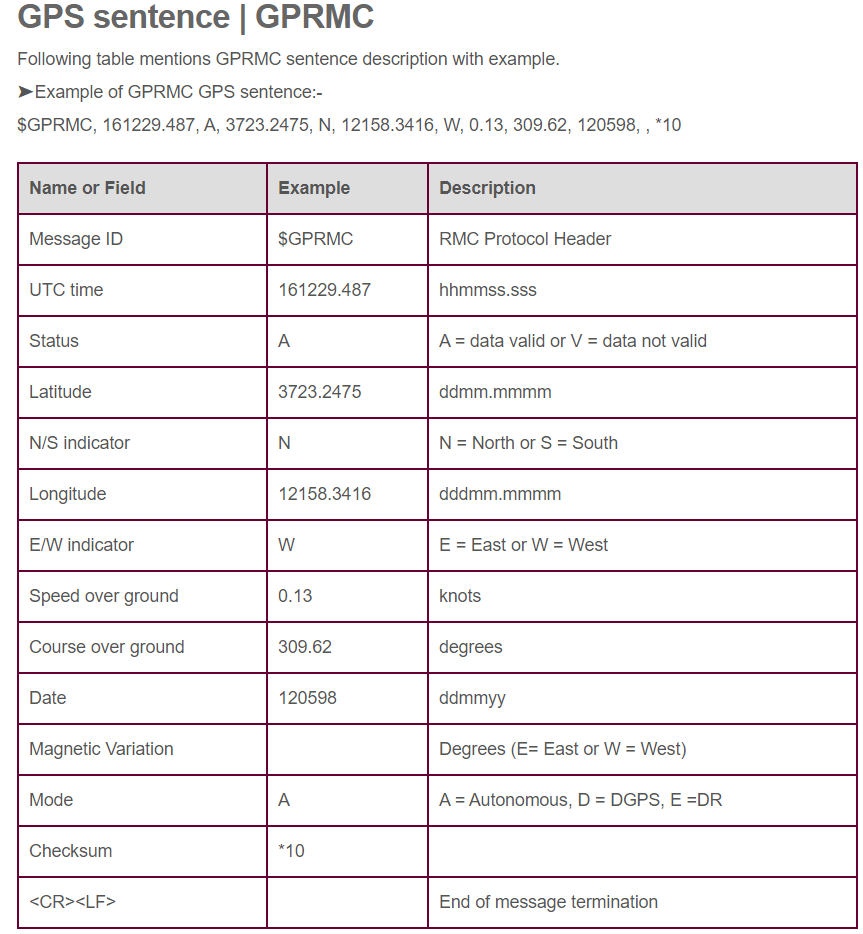 GPS sentence | GPRMC
Following table mentions GPRMC sentence description with example.
➤Example of GPRMC GPS sentence:-
$GPRMC, 161229.487, A, 3723.2475, N, 12158.3416, W, 0.13, 309.62, 120598, , *10
Name or Field Example Description
Message ID $GPRMC RMC Protocol Header
UTC time 161229.487 hhmmss.sss
Status A A = data valid or V = data not valid
Latitude 3723.2475 ddmm.mmmm
N/S indicator N N = North or S = South
Longitude 12158.3416 dddmm.mmmm
E/W indicator W E = East or W = West
Speed over ground 0.13 knots
Course over ground 309.62 degrees
Date 120598 ddmmyy
Magnetic Variation Degrees (E= East or W = West)
Mode A A = Autonomous, D = DGPS, E =DR
Checksum *10
<CR><LF> End of message termination